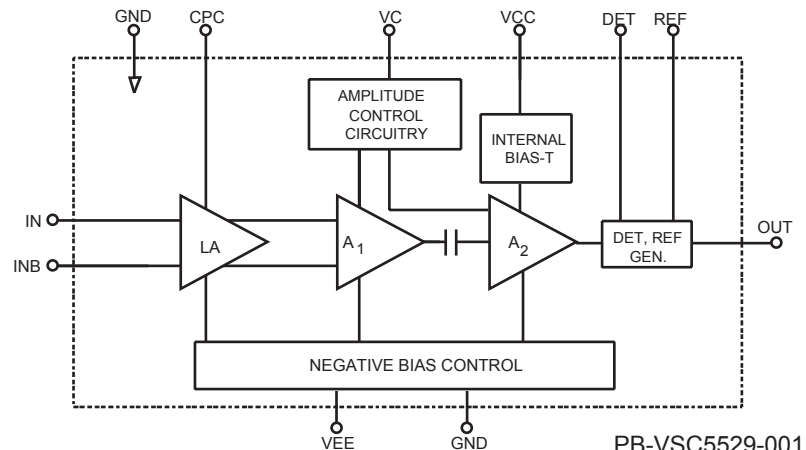 GND CPC VC VCC DET REF
AMPLITUDE
CONTROL
CIRCUITRY
INTERNAL
BIAS-T
IN
INB
LA
A1
A2
DET, REF
GEN.
OUT
NEGATIVE BIAS CONTROL
VEE GND
PB-VSC5529-001